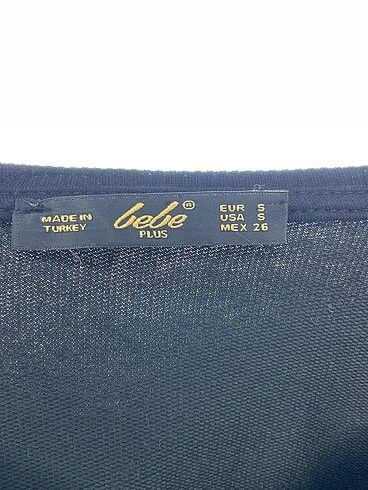 MADE IN
TURKEY
bebe®
PLUS
EUR S
USA S
MEX 26